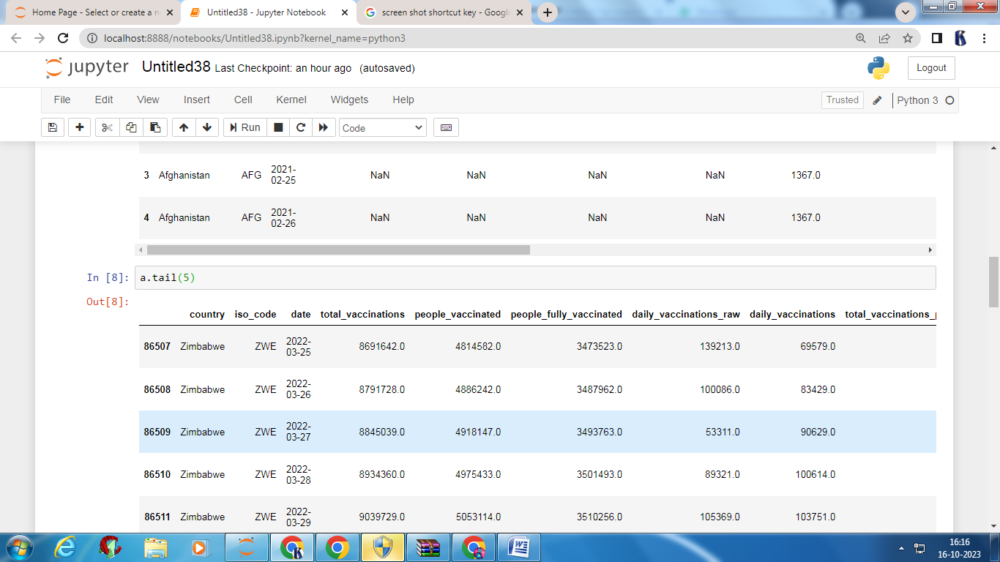 Home Page - Select or create a n
Untitled38 - Jupyter Notebook
screen shot shortcut key - Google
localhost:8888/notebooks/Untitled38.ipynb?kernel_name=python3
jupyter Untitled38 Last Checkpoint: an hour ago (autosaved)
Logout
File Edit View Insert Cell Kernel Widgets Help
Trusted Python 3
Run Code
3 Afghanistan AFG 2021-02-25 NaN NaN NaN NaN 1367.0
4 Afghanistan AFG 2021-02-26 NaN NaN NaN NaN 1367.0
In [8]: a.tail(5)
Out[8]:
country iso_code date total_vaccinations people_vaccinated people_fully_vaccinated daily_vaccinations_raw daily_vaccinations total_vaccinations_
86507 Zimbabwe ZWE 2022-03-25 8691642.0 4814582.0 3473523.0 139213.0 69579.0
86508 Zimbabwe ZWE 2022-03-26 8791728.0 4886242.0 3487962.0 100086.0 83429.0
86509 Zimbabwe ZWE 2022-03-27 8845039.0 4918147.0 3493763.0 53311.0 90629.0
86510 Zimbabwe ZWE 2022-03-28 8934360.0 4975433.0 3501493.0 89321.0 100614.0
86511 Zimbabwe ZWE 2022-03-29 9039729.0 5053114.0 3510256.0 105369.0 103751.0
16:16
16-10-2023